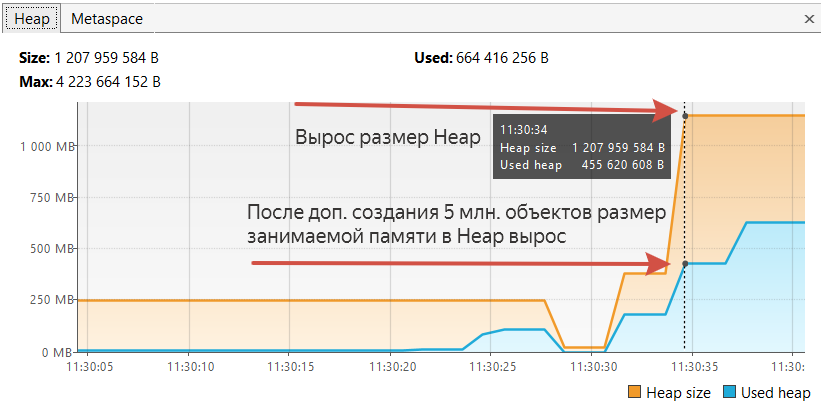 Heap Metaspace ×
Size: 1 207 959 584 B Used: 664 416 256 B
Max: 4 223 664 152 B
1 000 MB
750 MB
500 MB
250 MB
0 MB
Вырос размер Heap
11:30:34
Heap size 1 207 959 584 B
Used heap 455 620 608 B
После доп. создания 5 млн. объектов размер
занимаемой памяти в Heap вырос
11:30:05 11:30:10 11:30:15 11:30:20 11:30:25 11:30:30 11:30:35 11:30:
Heap size Used heap